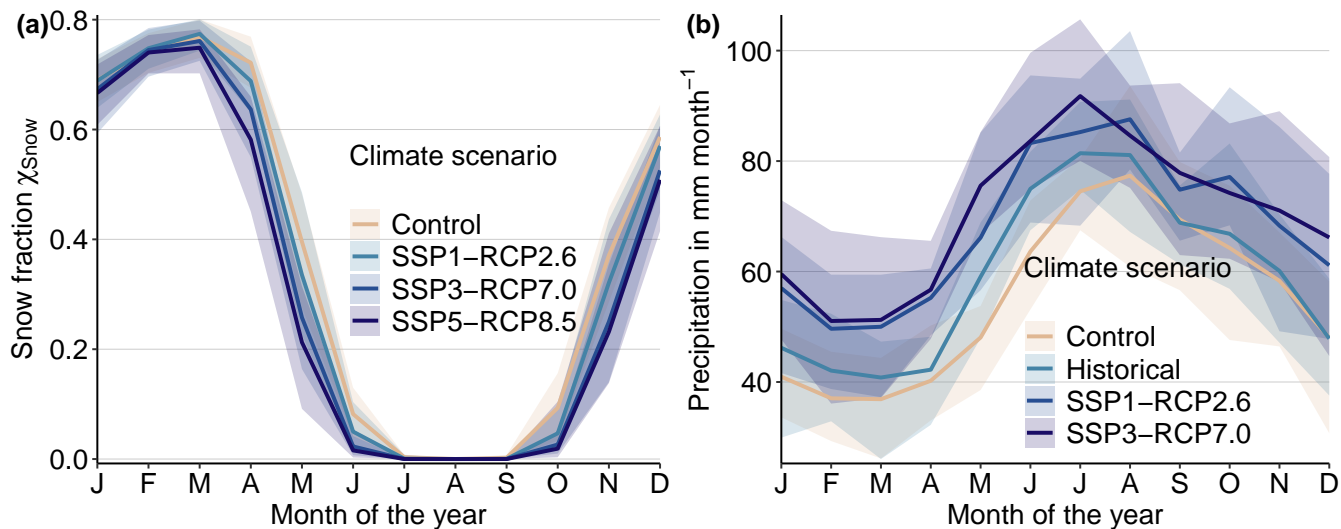 (a)
Snow fraction χSnow
0.8
0.6
0.4
0.2
0.0
Climate scenario
Control
SSP1−RCP2.6
SSP3−RCP7.0
SSP5−RCP8.5
J F M A M J J A S O N D
Month of the year
(b)
Precipitation in mm month−1
100
80
60
40
Climate scenario
Control
Historical
SSP1−RCP2.6
SSP3−RCP7.0
J F M A M J J A S O N D
Month of the year